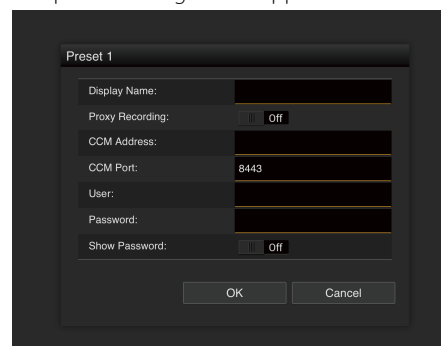 Preset 1
Display Name:
Proxy Recording: Off
CCM Address:
CCM Port: 8443
User:
Password:
Show Password: Off
OK Cancel